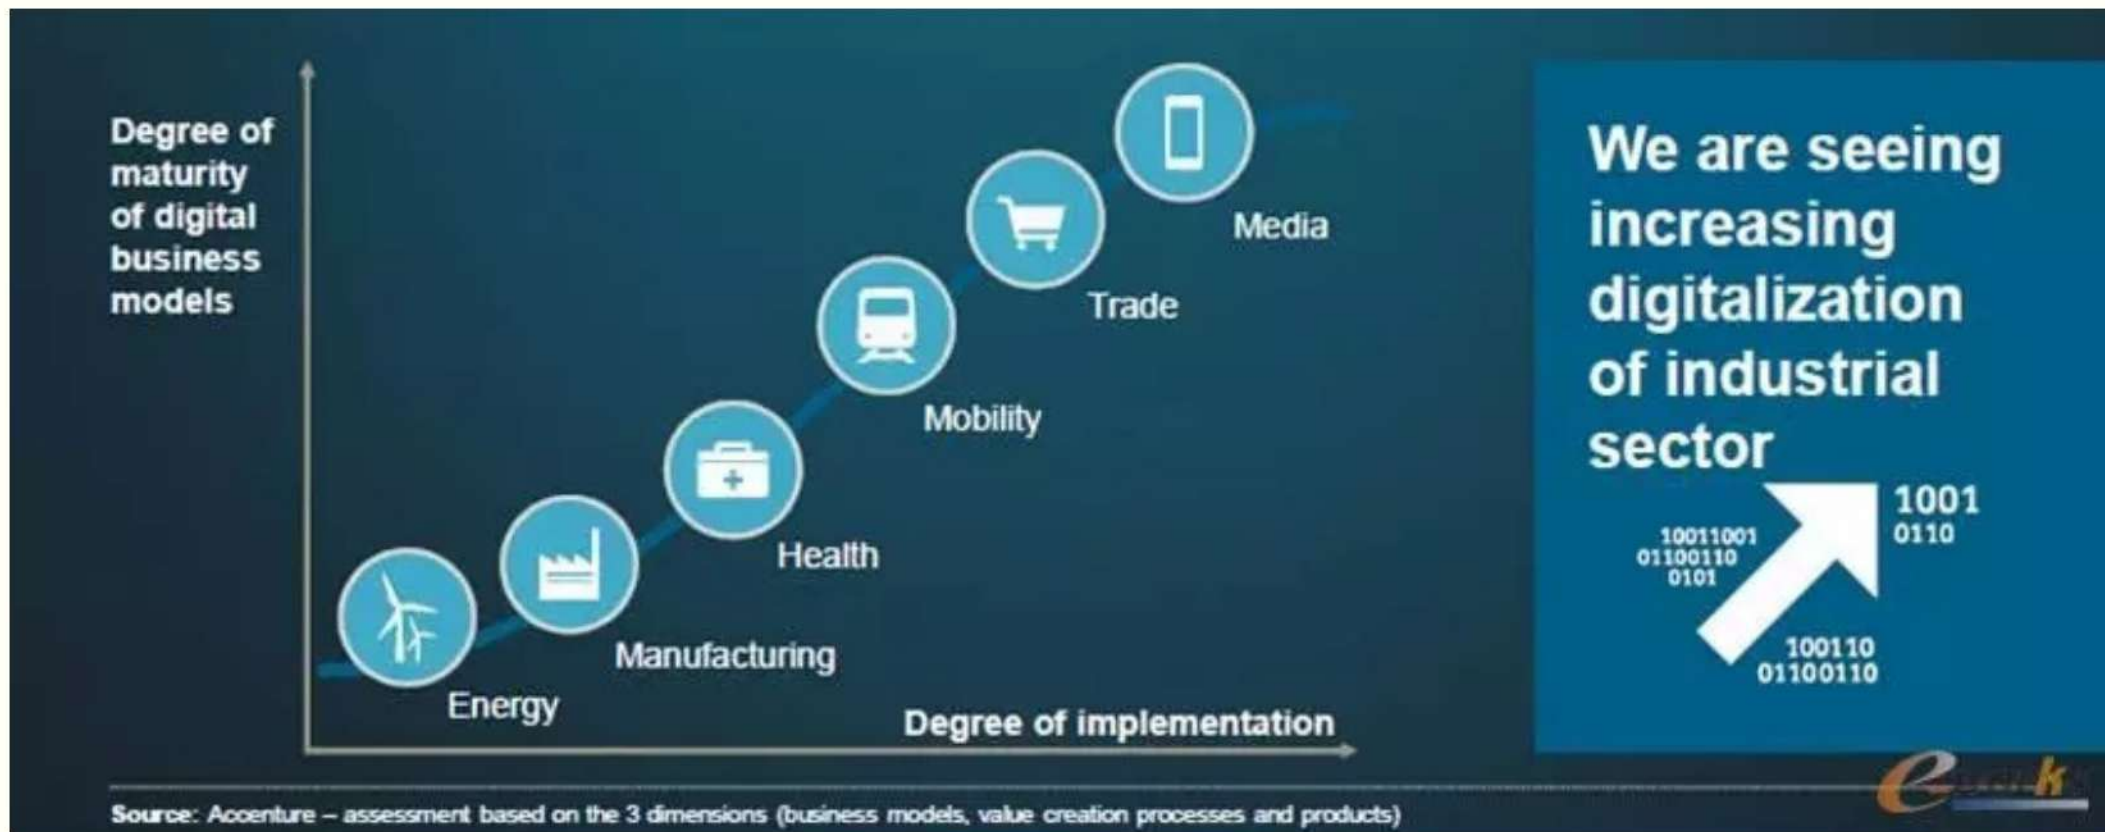 Degree of
maturity
of digital
business
models
Media
Trade
Mobility
Health
Manufacturing
Energy
Degree of implementation
Source: Accenture – assessment based on the 3 dimensions (business models, value creation processes and products)
We are seeing
increasing
digitalization
of industrial
sector
1001
0110
10011001
01100110
0101
100110
01100110